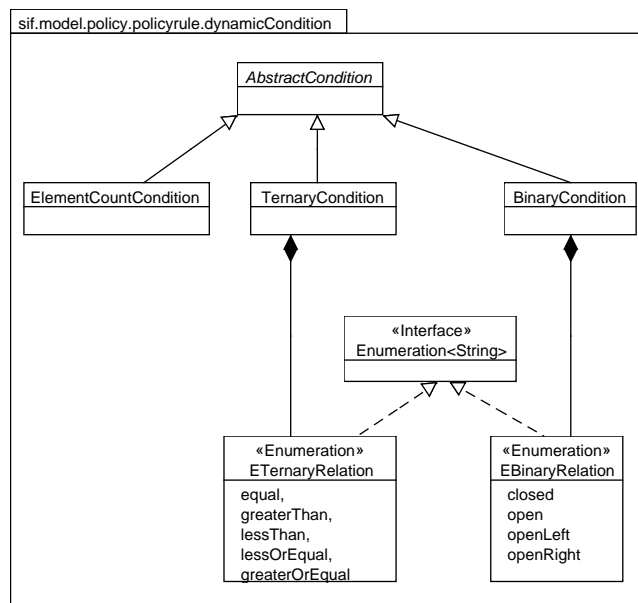 sif.model.policy.policyrule.dynamicCondition
AbstractCondition
ElementCountCondition
TernaryCondition
BinaryCondition
«Interface»
Enumeration<String>
«Enumeration»
ETernaryRelation
equal,
greaterThan,
lessThan,
lessOrEqual,
greaterOrEqual
«Enumeration»
EBinaryRelation
closed
open
openLeft
openRight